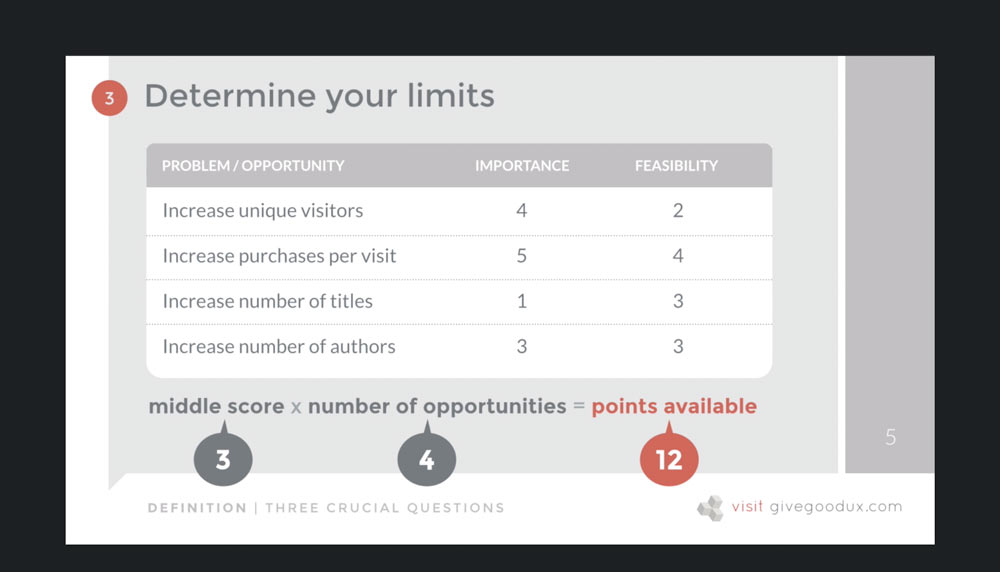 3 Determine your limits
PROBLEM / OPPORTUNITY IMPORTANCE FEASIBILITY
Increase unique visitors 4 2
Increase purchases per visit 5 4
Increase number of titles 1 3
Increase number of authors 3 3
middle score x number of opportunities = points available
3 4 12
5
DEFINITION | THREE CRUCIAL QUESTIONS
visit givegoodux.com